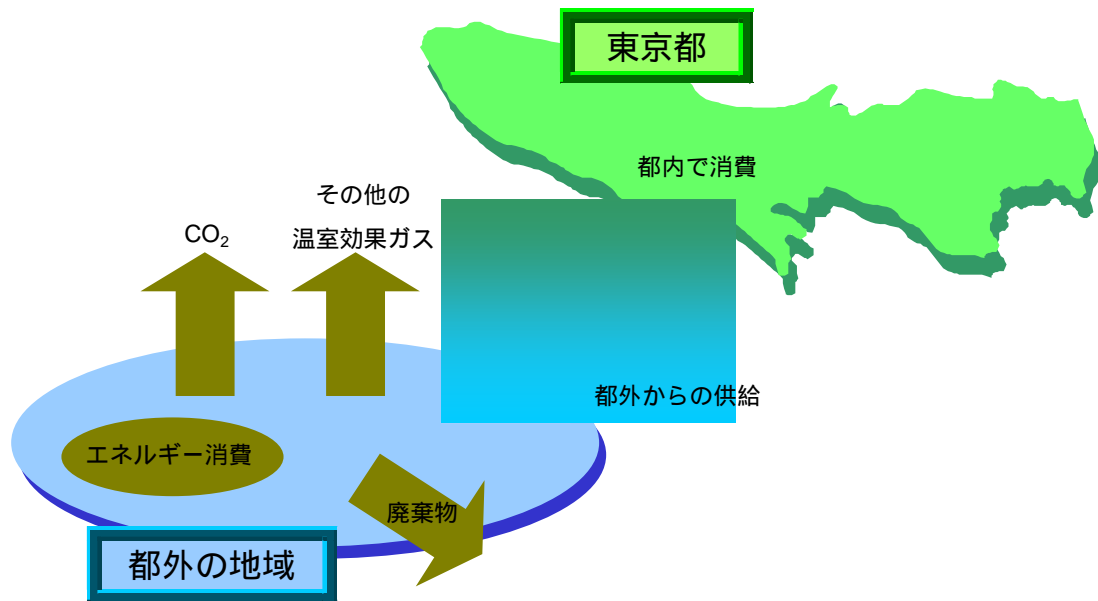 東京都
都内で消費
その他の
温室効果ガス
CO₂
都外からの供給
エネルギー消費
廃棄物
都外の地域